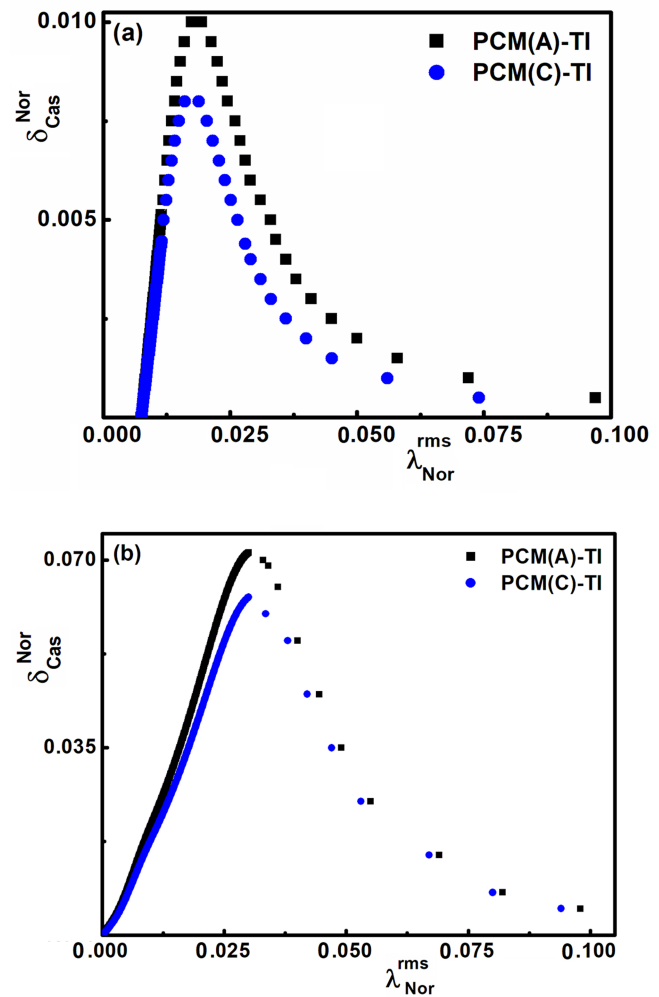 (a)
PCM(A)-TI
PCM(C)-TI
0.010
0.005
δ Nor Cas
0.000 0.025 0.050 0.075 0.100
λ rms Nor
(b)
PCM(A)-TI
PCM(C)-TI
0.070
0.035
δ Nor Cas
0.000 0.025 0.050 0.075 0.100
λ rms Nor